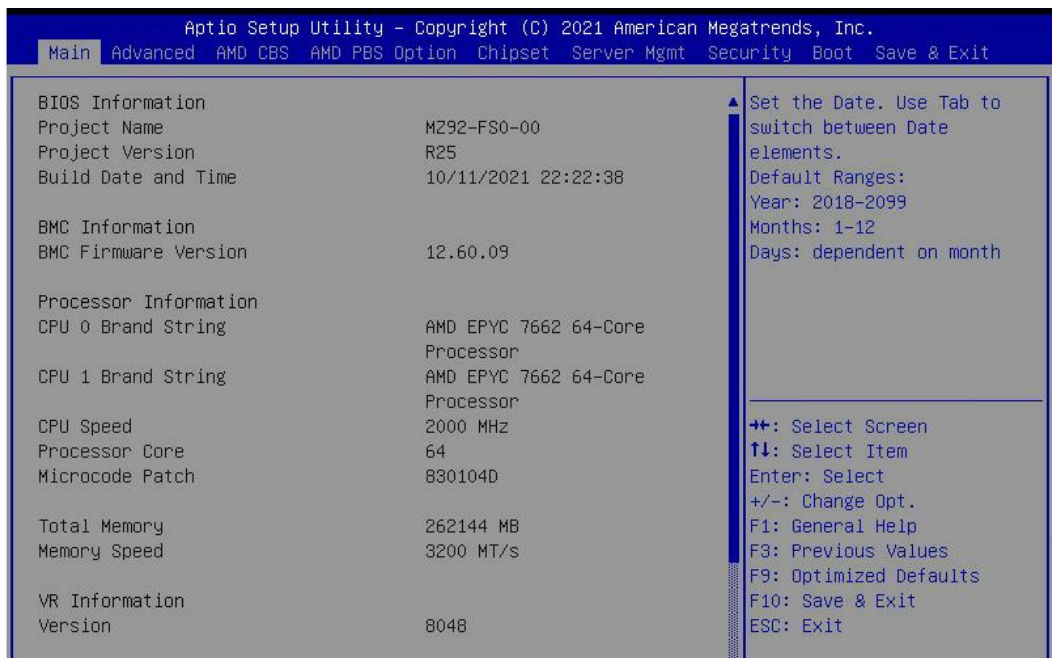 Aptio Setup Utility - Copyright (C) 2021 American Megatrends, Inc.
Main Advanced AMD CBS AMD PBS Option Chipset Server Mgmt Security Boot Save & Exit
BIOS Information
Project Name MZ92-FS0-00
Project Version R25
Build Date and Time 10/11/2021 22:22:38
BMC Information
BMC Firmware Version 12.60.09
Processor Information
CPU 0 Brand String AMD EPYC 7662 64-Core
Processor
CPU 1 Brand String AMD EPYC 7662 64-Core
Processor
CPU Speed 2000 MHz
Processor Core 64
Microcode Patch 830104D
Total Memory 262144 MB
Memory Speed 3200 MT/s
VR Information
Version 8048
Set the Date. Use Tab to
switch between Date
elements.
Default Ranges:
Year: 2018-2099
Months: 1-12
Days: dependent on month
→←: Select Screen
↑↓: Select Item
Enter: Select
+/-: Change Opt.
F1: General Help
F3: Previous Values
F9: Optimized Defaults
F10: Save & Exit
ESC: Exit